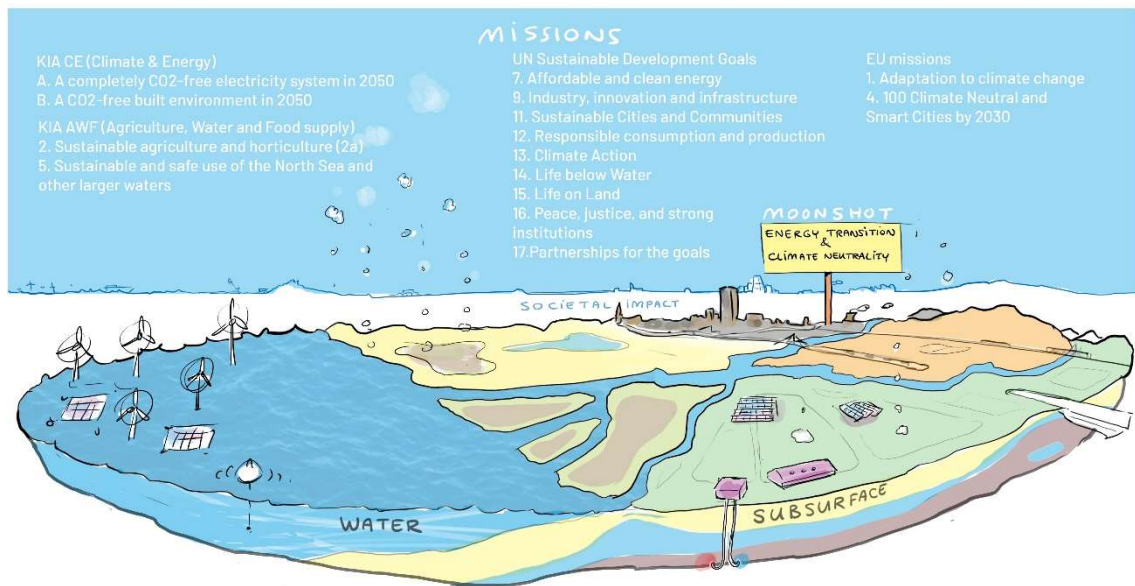 MISSIONS
KIA CE (Climate & Energy)
A. A completely CO2-free electricity system in 2050
B. A CO2-free built environment in 2050
KIA AWF (Agriculture, Water and Food supply)
2. Sustainable agriculture and horticulture (2a)
5. Sustainable and safe use of the North Sea and
other larger waters
UN Sustainable Development Goals
7. Affordable and clean energy
9. Industry, innovation and infrastructure
11. Sustainable Cities and Communities
12. Responsible consumption and production
13. Climate Action
14. Life below Water
15. Life on Land
16. Peace, justice, and strong
institutions
17.Partnerships for the goals
EU missions
1. Adaptation to climate change
4. 100 Climate Neutral and
Smart Cities by 2030
MOONSHOT
ENERGY TRANSITION
&
CLIMATE NEUTRALITY
SOCIETAL IMPACT
WATER
SUBSURFACE